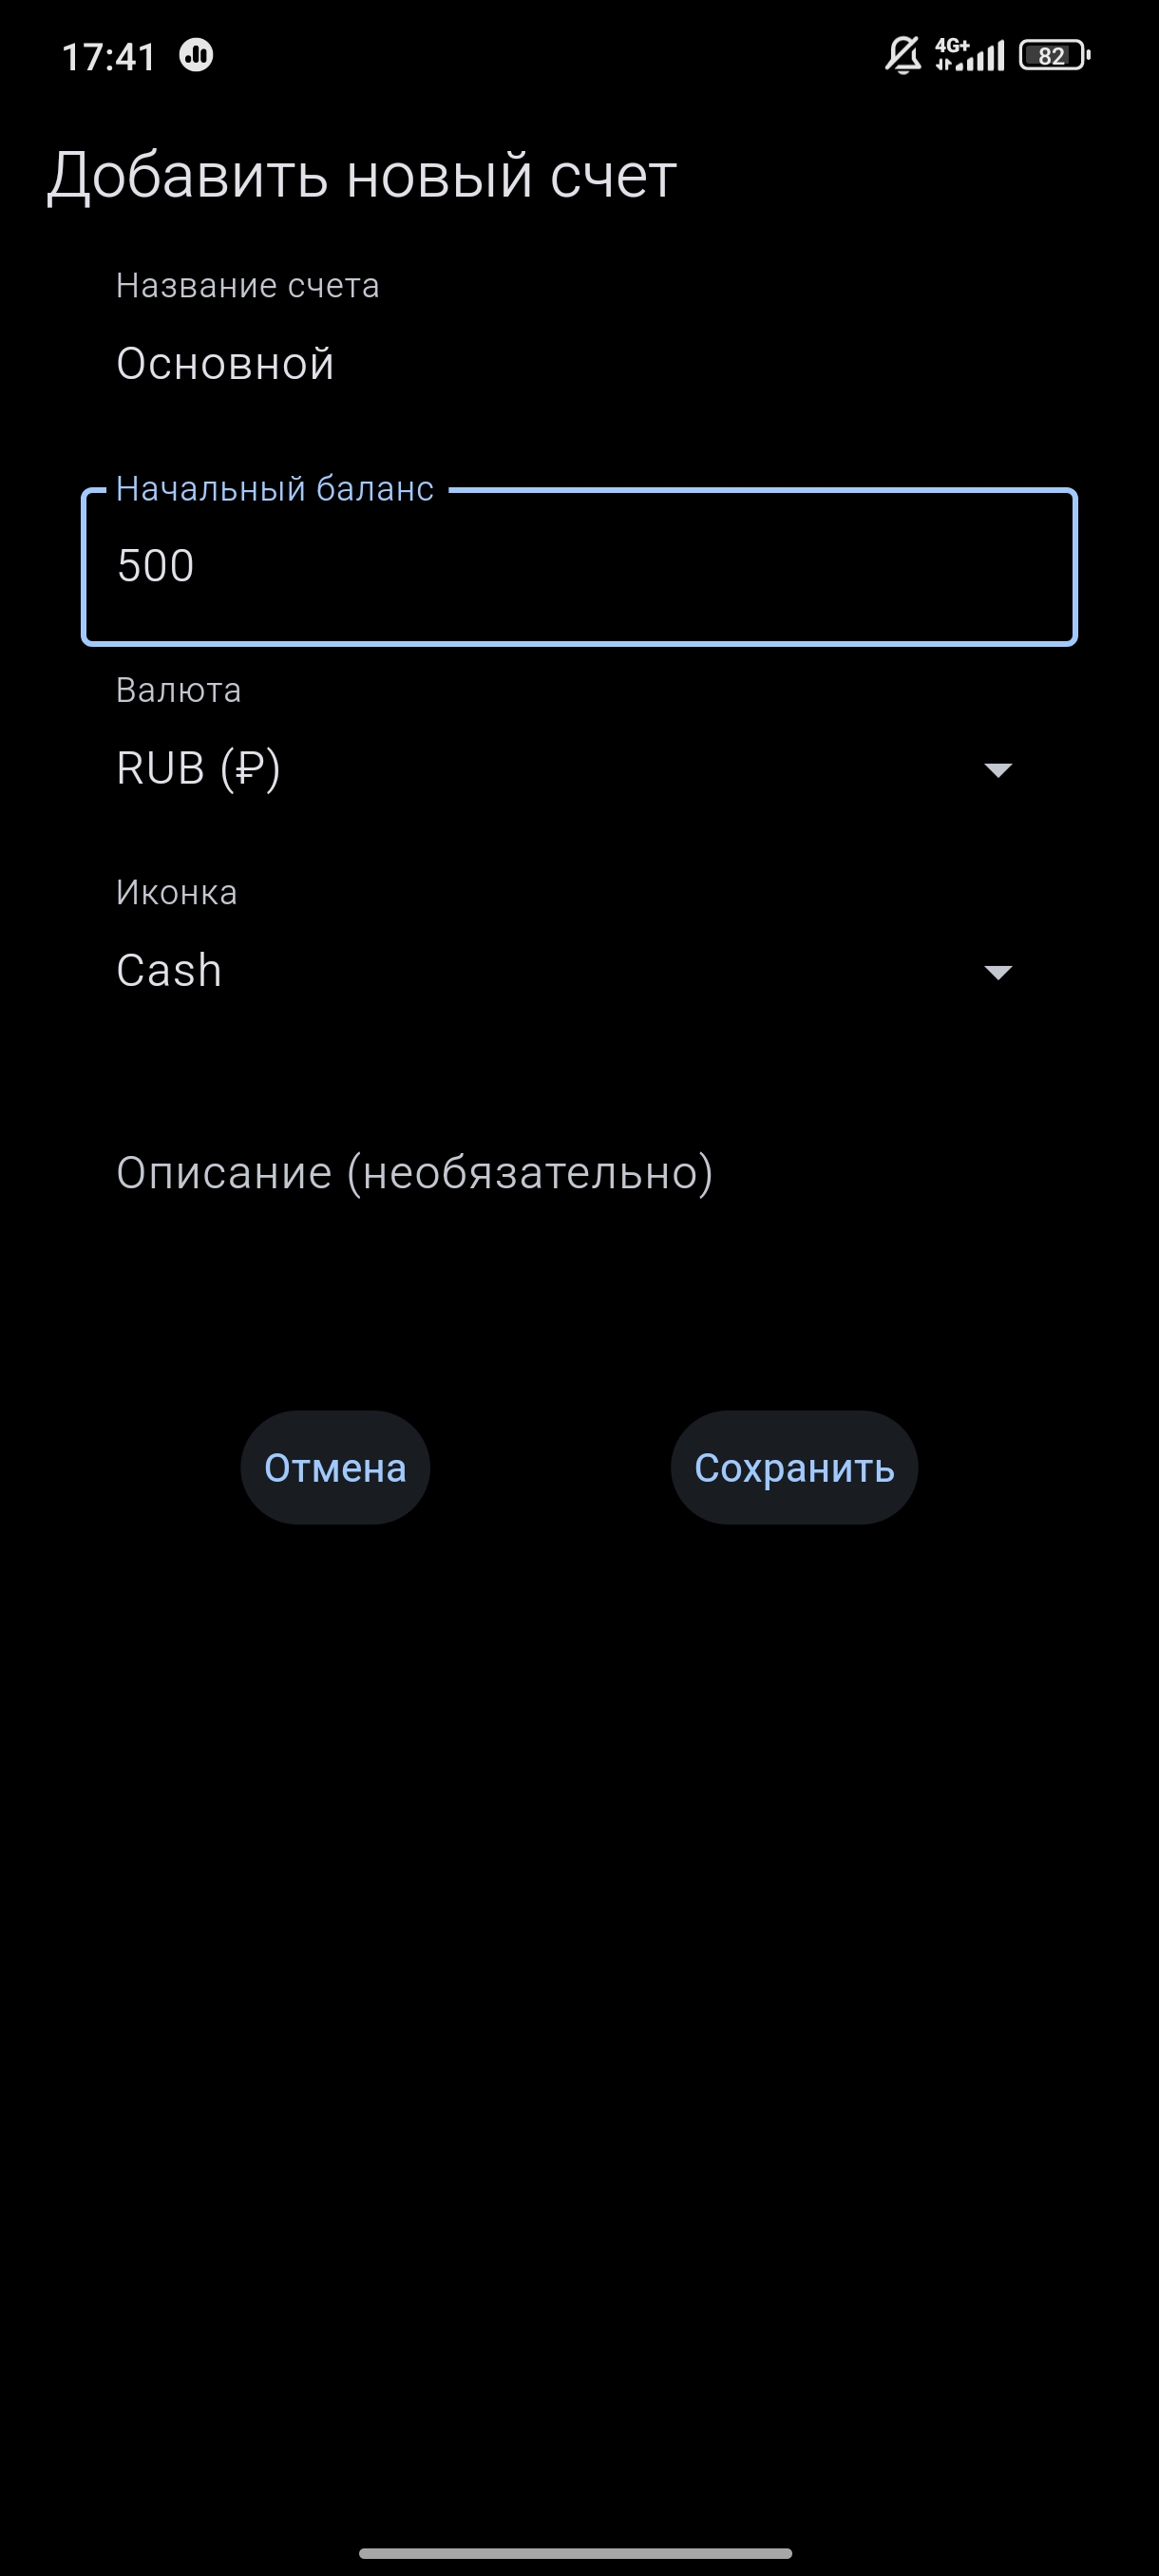 17:41 4G+ 82
Добавить новый счет
Название счета
Основной
Начальный баланс
500
Валюта
RUB (₽)
Иконка
Cash
Описание (необязательно)
Отмена Сохранить